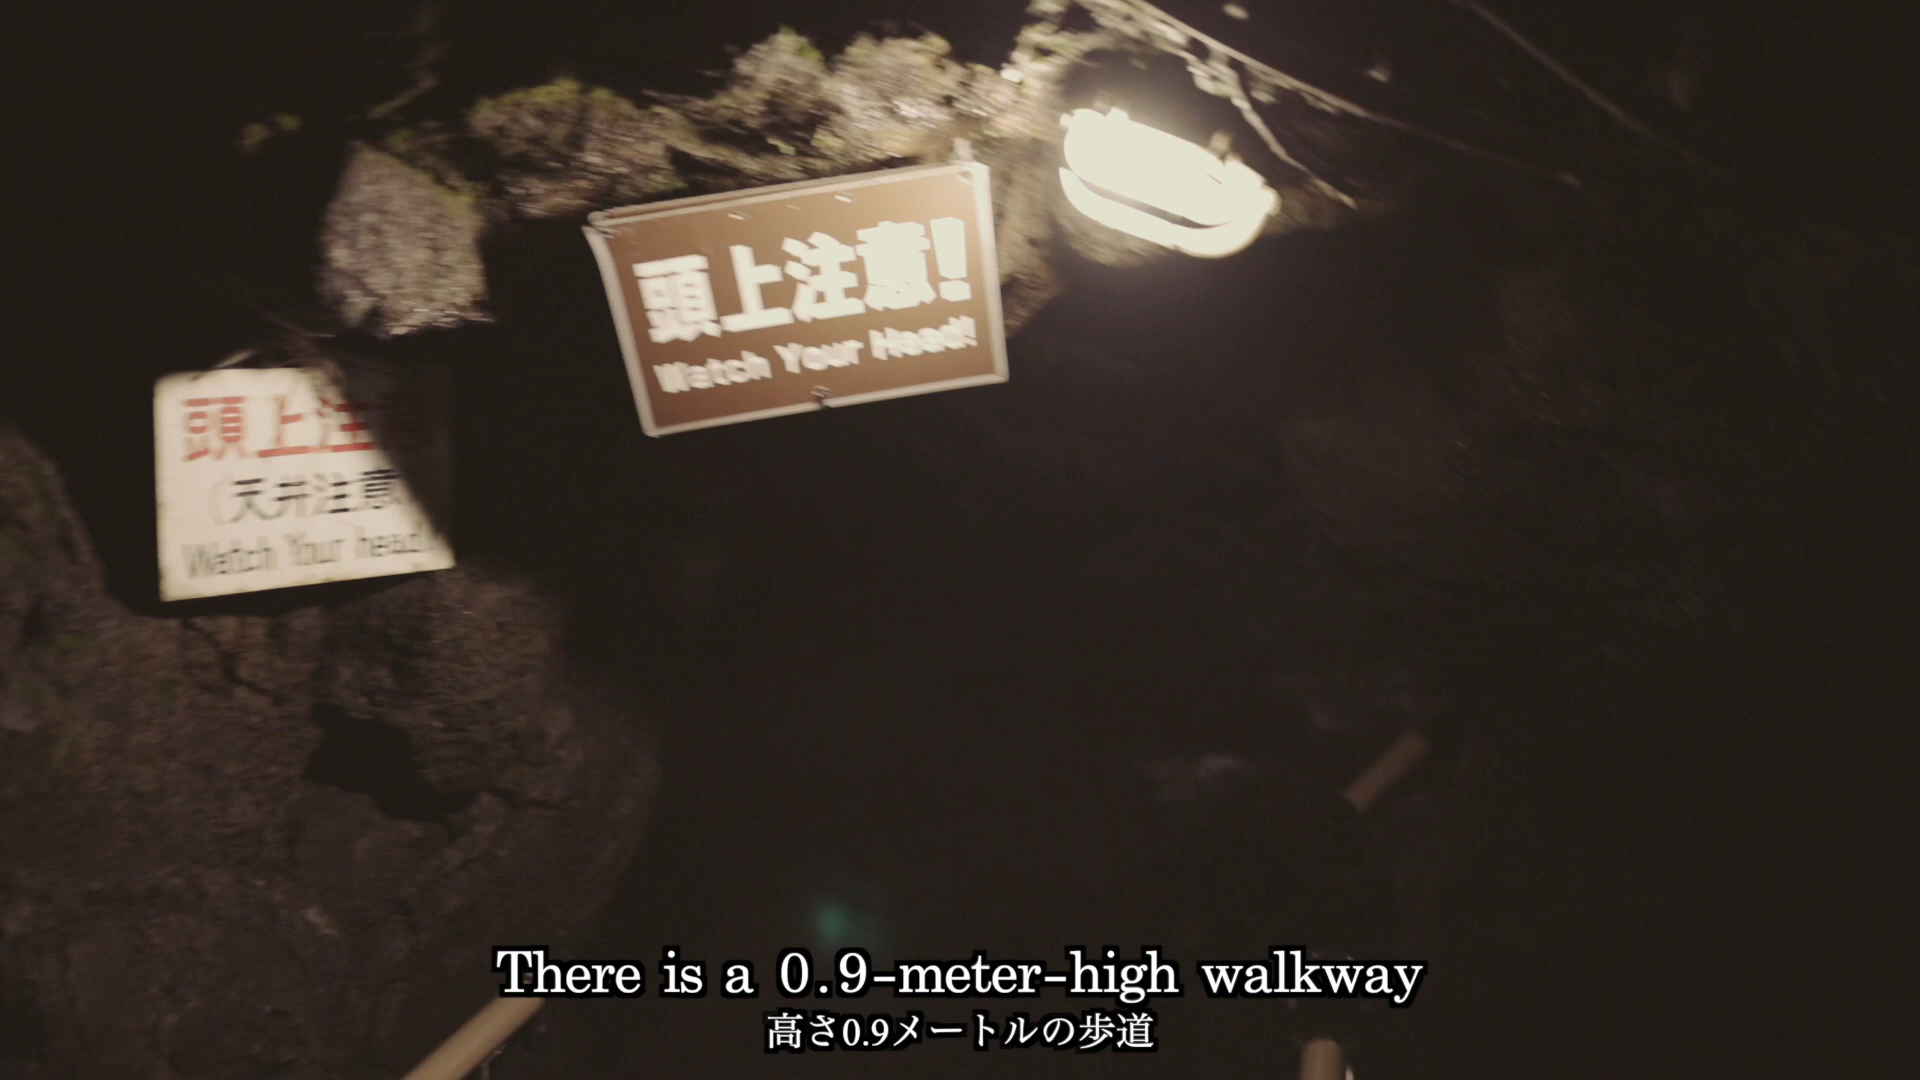 頭上注意!
Watch Your Head!
頭上注
(天井注意
Watch Your head!
There is a 0.9-meter-high walkway
高さ0.9メートルの歩道